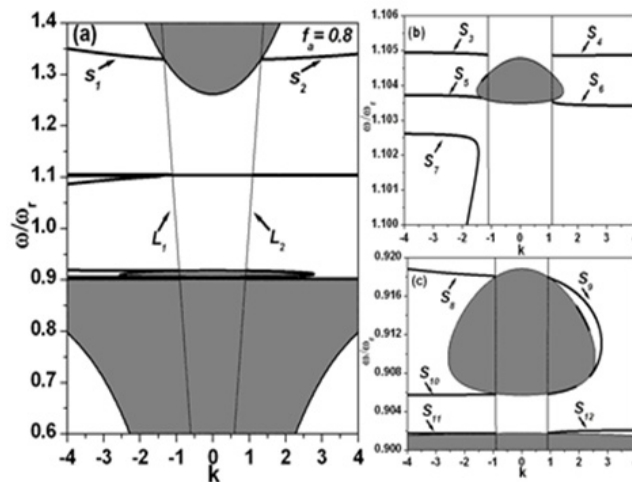 (a)
f_a = 0.8
S_1
S_2
L_1
L_2
ω/ω_r
1.4
1.3
1.2
1.1
1.0
0.9
0.8
0.7
0.6
-4 -3 -2 -1 0 1 2 3 4
k
(b)
S_3
S_4
S_5
S_6
S_7
ω/ω_r
1.106
1.105
1.104
1.103
1.102
1.101
1.100
-4 -3 -2 -1 0 1 2 3 4
k
(c)
S_8
S_9
S_10
S_11
S_12
ω/ω_r
0.920
0.916
0.912
0.908
0.904
0.900
-4 -3 -2 -1 0 1 2 3 4
k